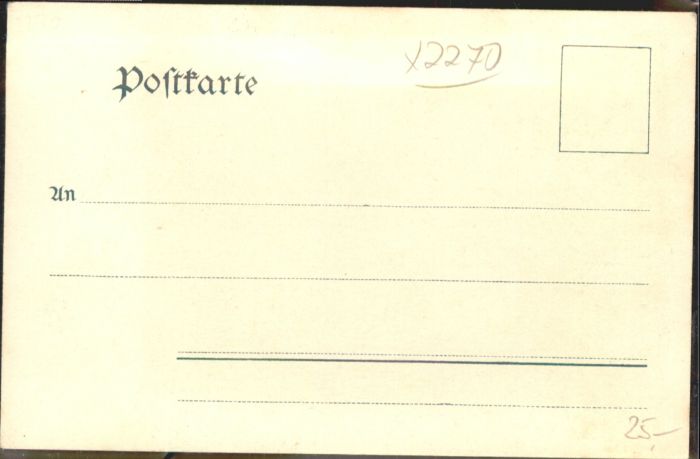 x2270
Poſtkarte
An
25-